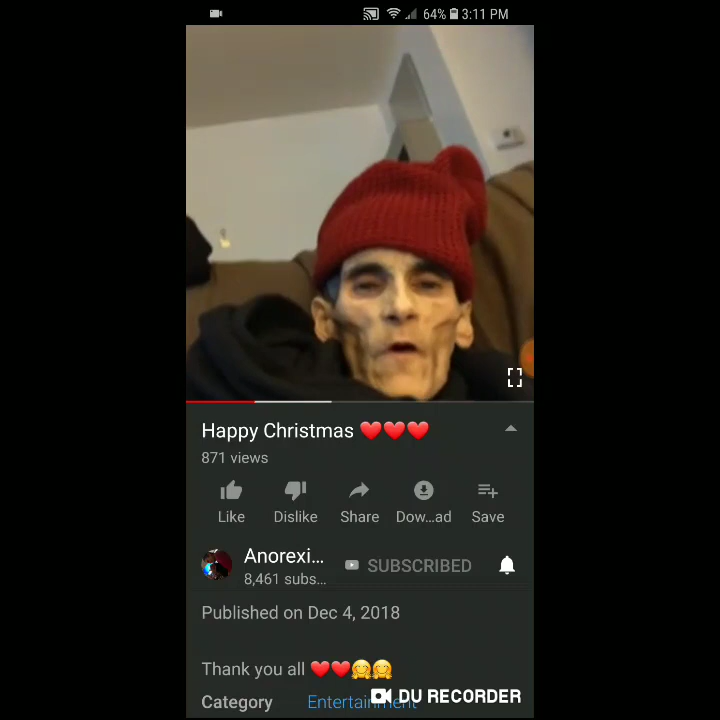 64% 3:11 PM
Happy Christmas ❤️❤️❤️
871 views
Like Dislike Share Dow...ad Save
Anorexi... SUBSCRIBED
8,461 subs...
Published on Dec 4, 2018
Thank you all ❤️❤️🤗🤗
Category Entertainment
DU RECORDER